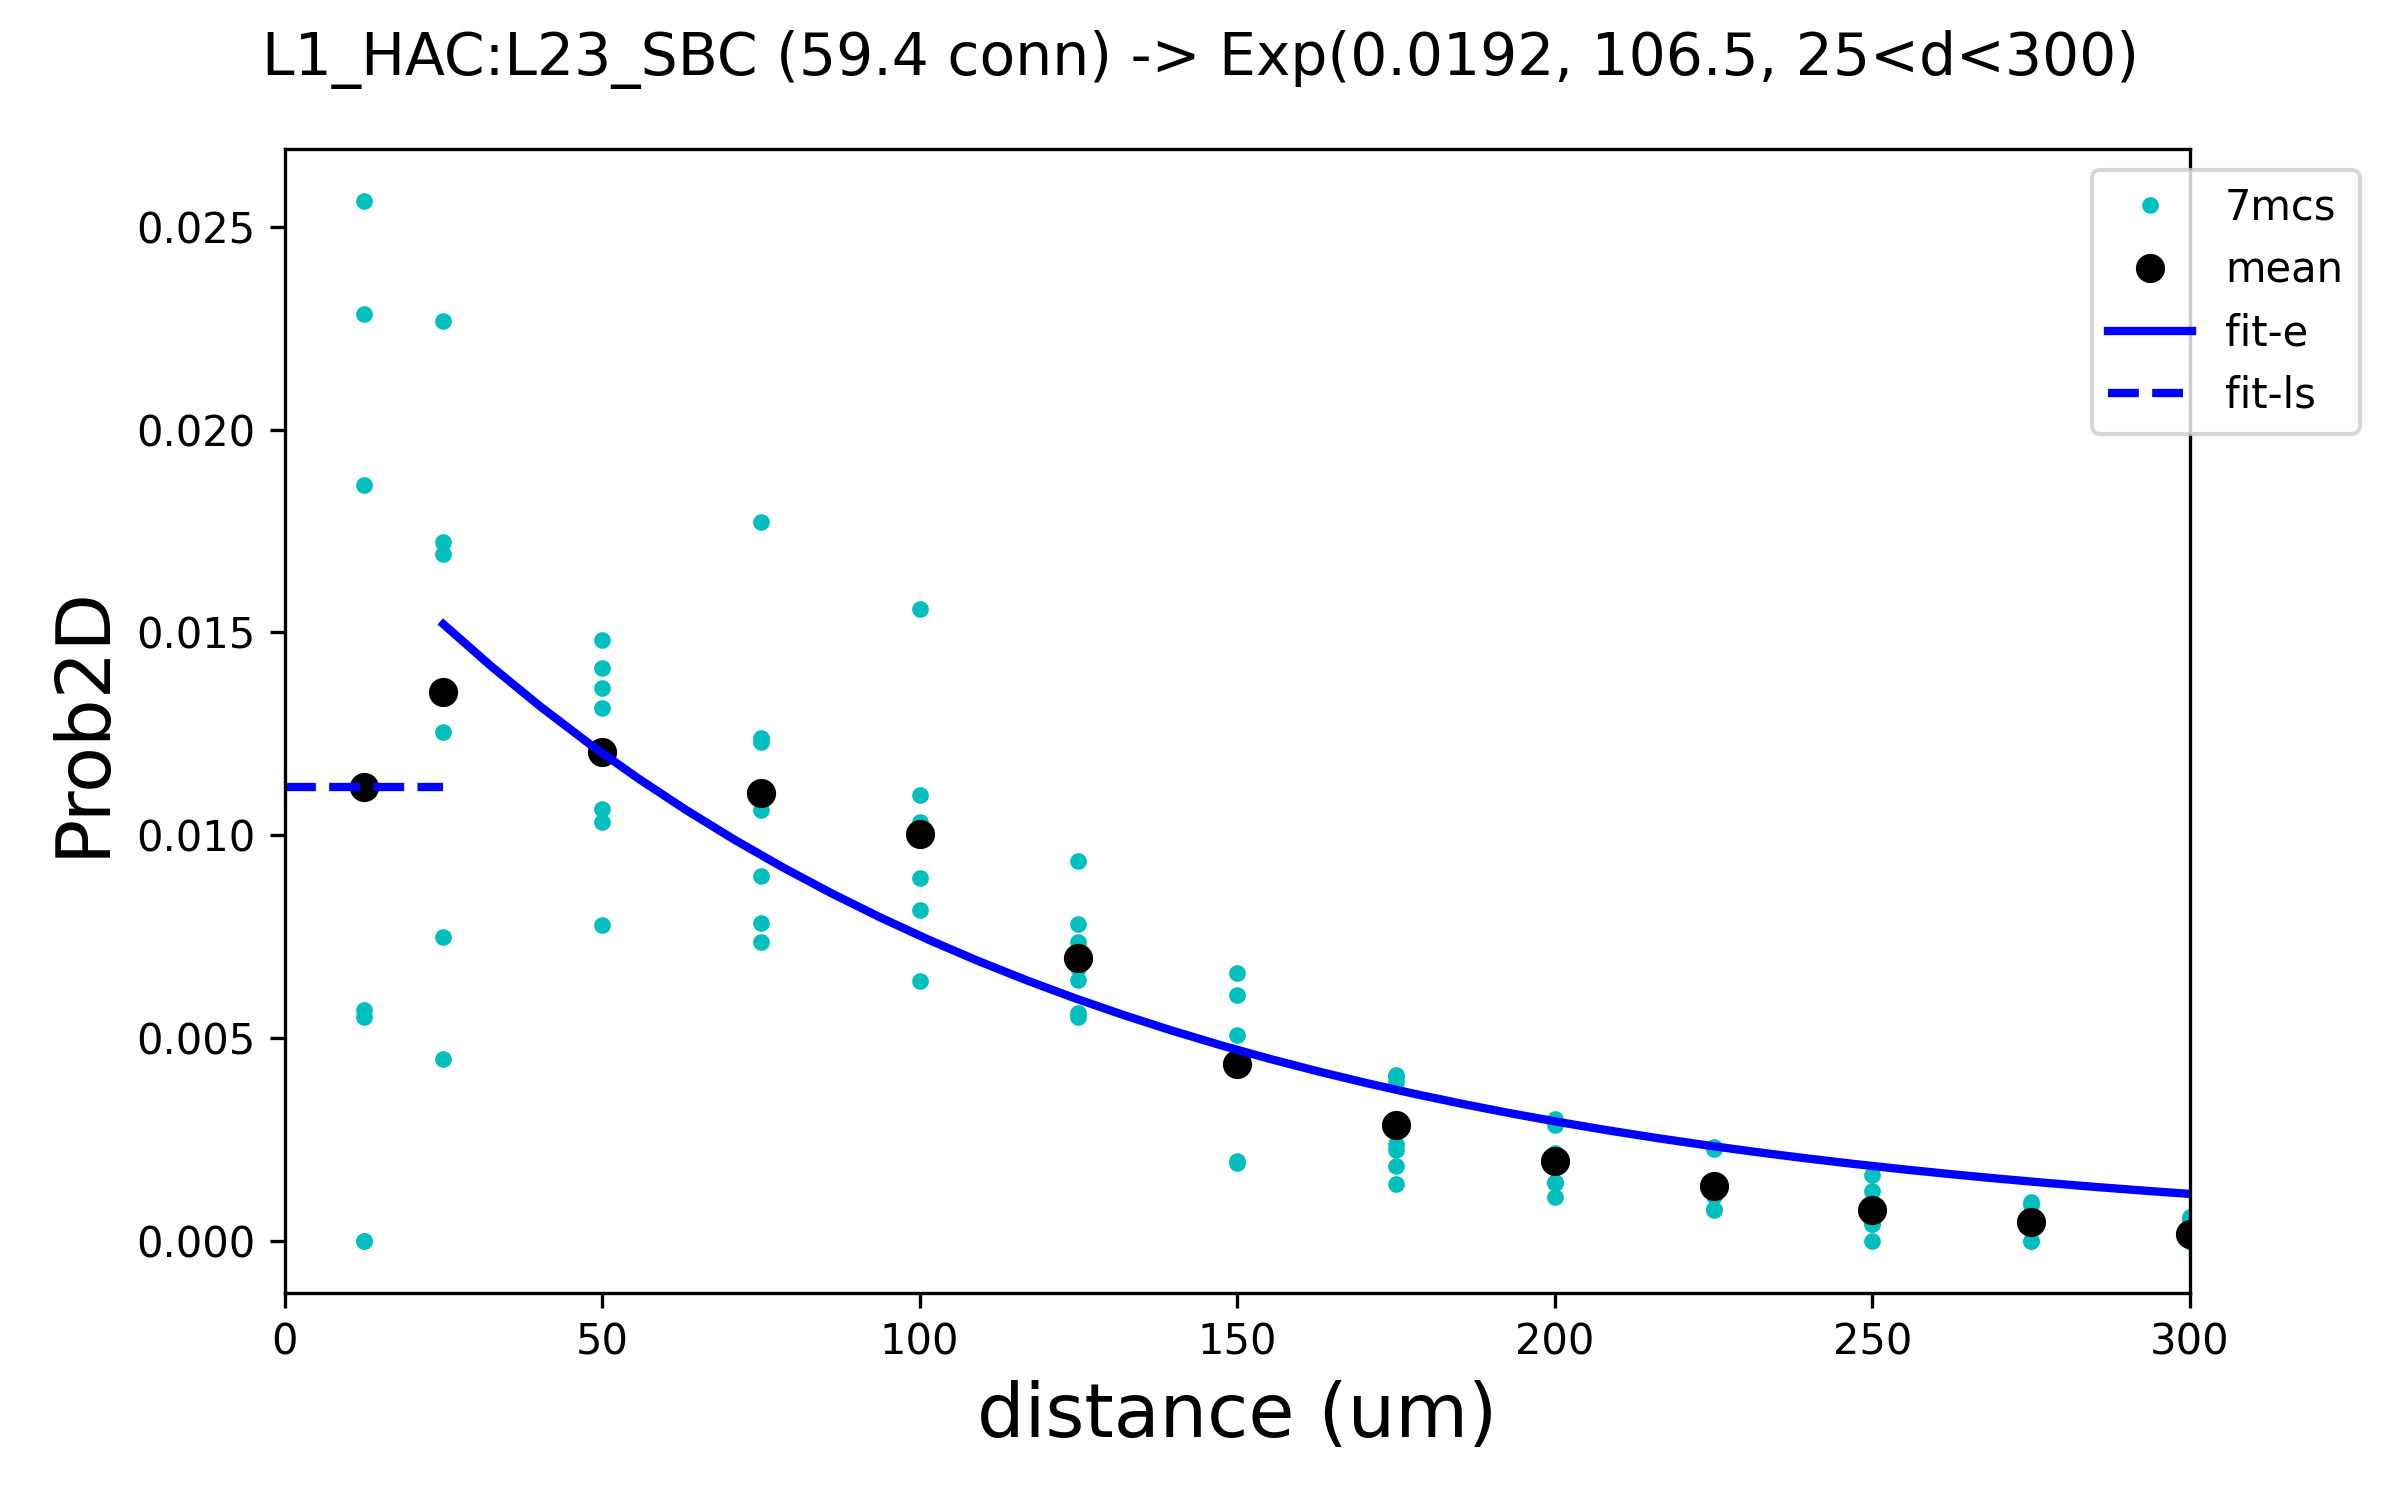 L1_HAC:L23_SBC (59.4 conn) -> Exp(0.0192, 106.5, 25<d<300)
7mcs
mean
fit-e
fit-ls
Prob2D
0.025
0.020
0.015
0.010
0.005
0.000
0 50 100 150 200 250 300
distance (um)